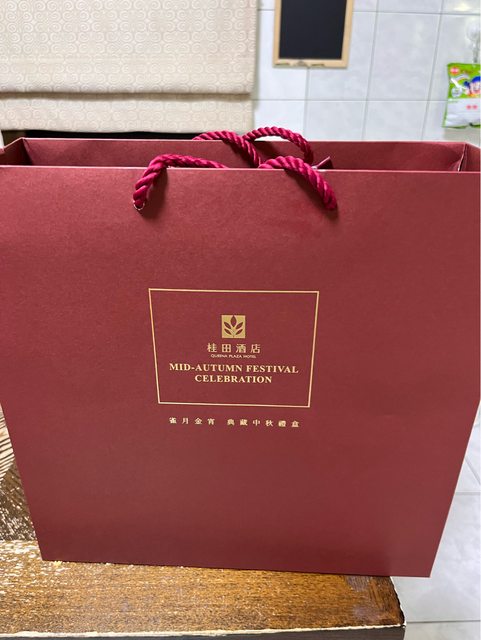 桂田酒店
QUEENA PLAZA HOTEL
MID-AUTUMN FESTIVAL
CELEBRATION
雀月金宵 典藏中秋禮盒